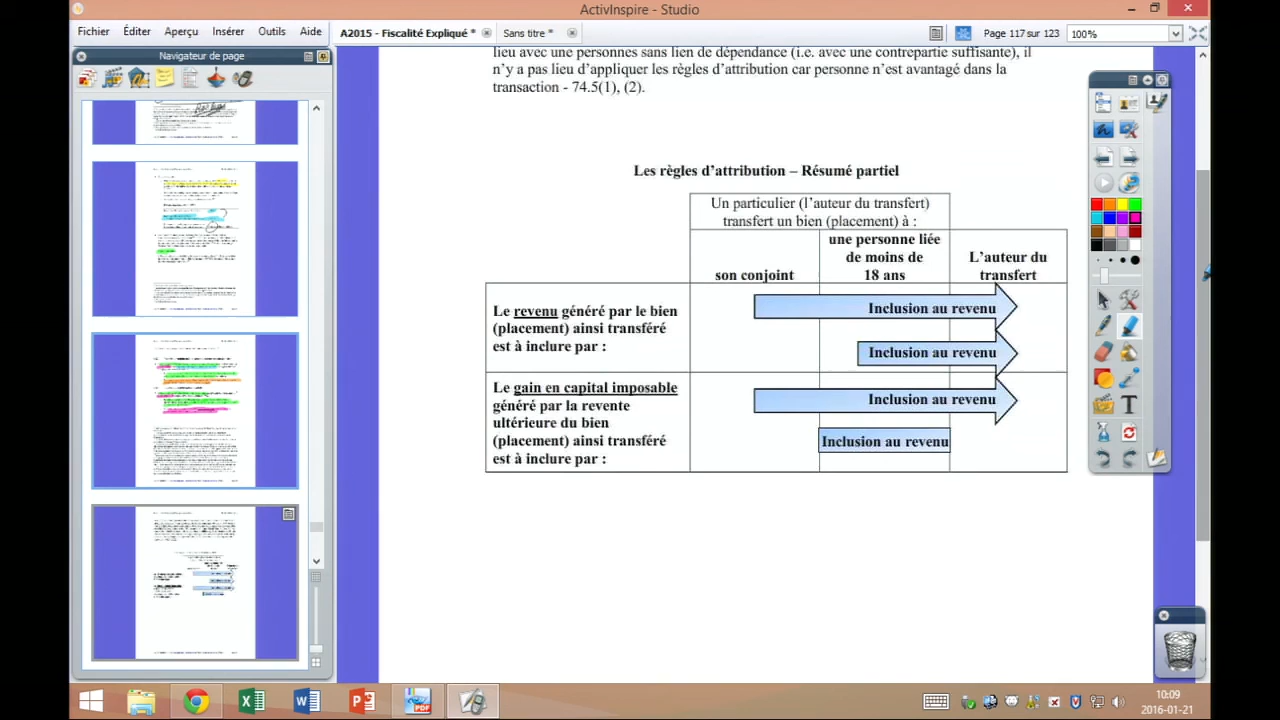 ActivInspire - Studio
Fichier Éditer Aperçu Insérer Outils Aide
A2015 - Fiscalité Expliqué * Sans titre * Page 117 sur 123 100%
Navigateur de page
lieu avec une personnes sans lien de dépendance (i.e. avec une contrepartie suffisante), il
n’y a pas lieu d’appliquer les règles d’attribution car personne n’est avantagé dans la
transaction - 74.5(1), (2).
Les règles d’attribution – Résumé partiel
Un particulier (l’auteur du transfert)
transfert un bien (placement) à :
son conjoint
une personne liée
de moins de
18 ans
L’auteur du
transfert
Le revenu généré par le bien
(placement) ainsi transféré
est à inclure par :
Inclusion au revenu
Inclusion au revenu
Le gain en capital imposable
généré par la revente
ultérieure du bien
(placement) ainsi transféré
est à inclure par :
Inclusion au revenu
Inclusion au revenu
10:09
2016-01-21